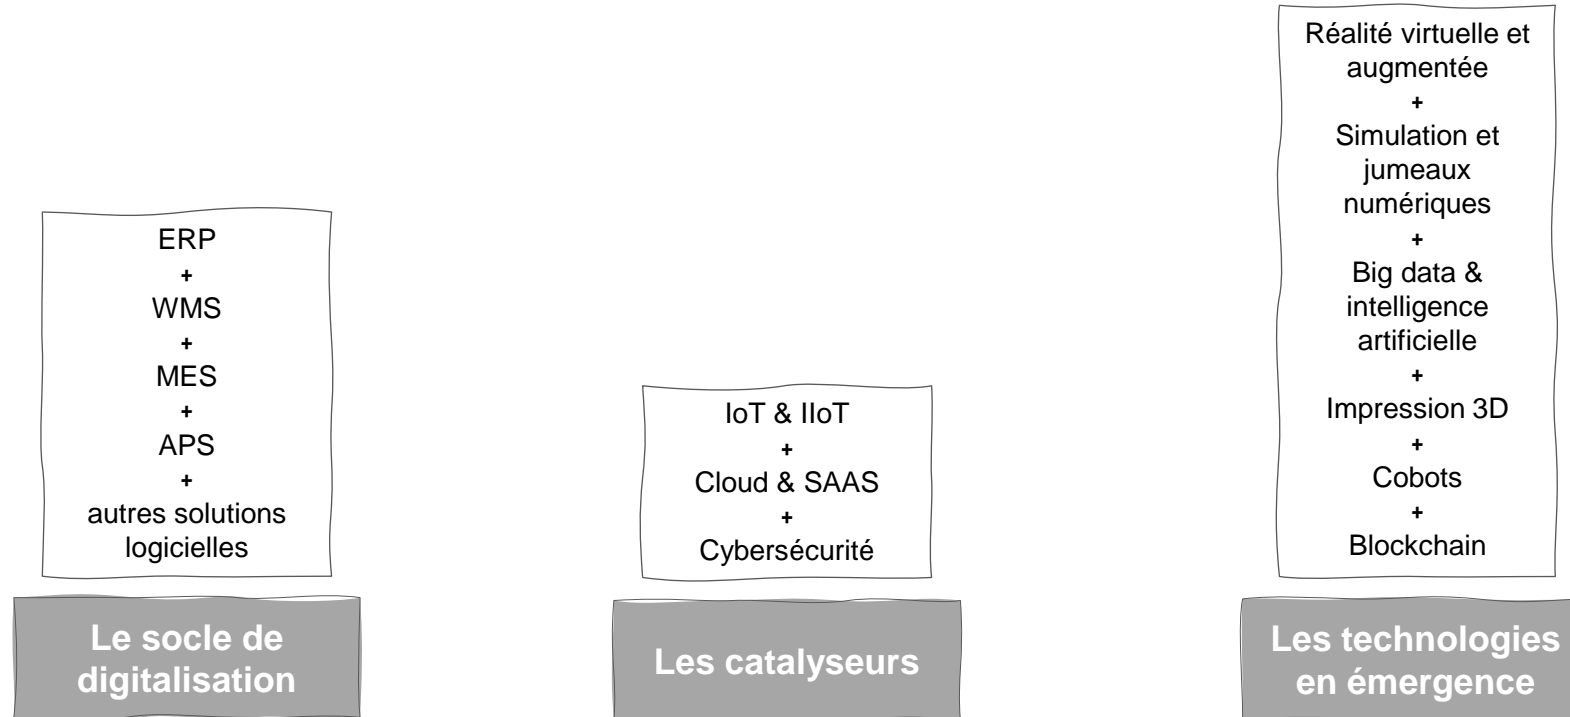 ERP
+
WMS
+
MES
+
APS
+
autres solutions
logicielles
Le socle de
digitalisation
IoT & IIoT
+
Cloud & SAAS
+
Cybersécurité
Les catalyseurs
Réalité virtuelle et
augmentée
+
Simulation et
jumeaux
numériques
+
Big data &
intelligence
artificielle
+
Impression 3D
+
Cobots
+
Blockchain
Les technologies
en émergence